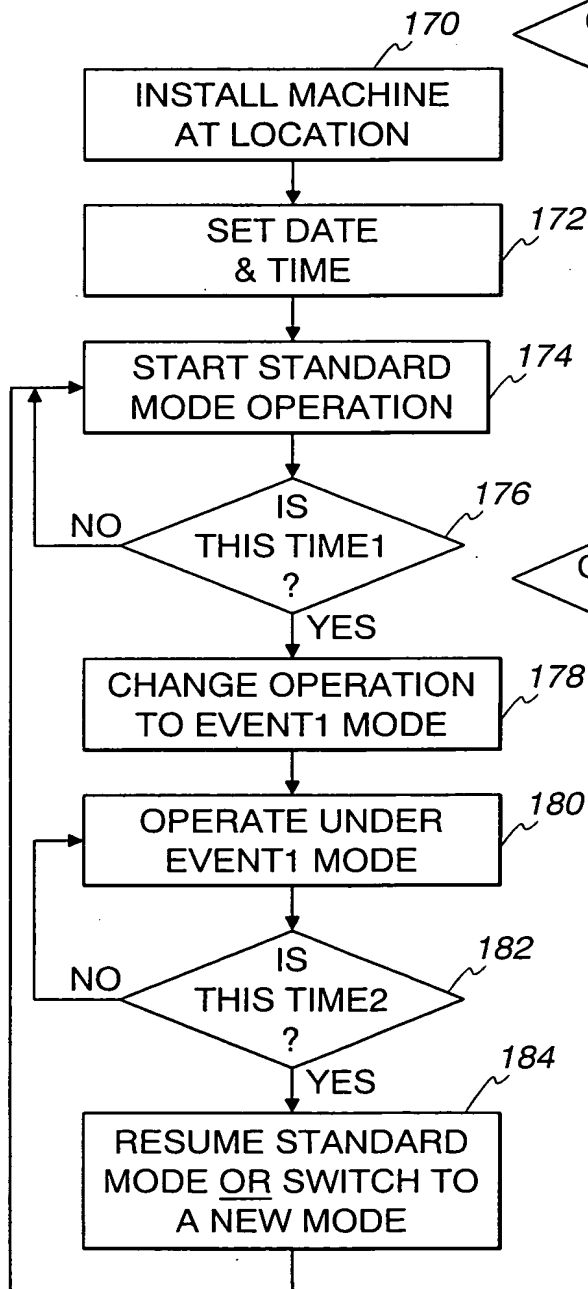 170
INSTALL MACHINE
AT LOCATION
SET DATE
& TIME
172
START STANDARD
MODE OPERATION
174
IS
THIS TIME1
?
176
NO
YES
CHANGE OPERATION
TO EVENT1 MODE
178
OPERATE UNDER
EVENT1 MODE
180
IS
THIS TIME2
?
182
NO
YES
184
RESUME STANDARD
MODE OR SWITCH TO
A NEW MODE